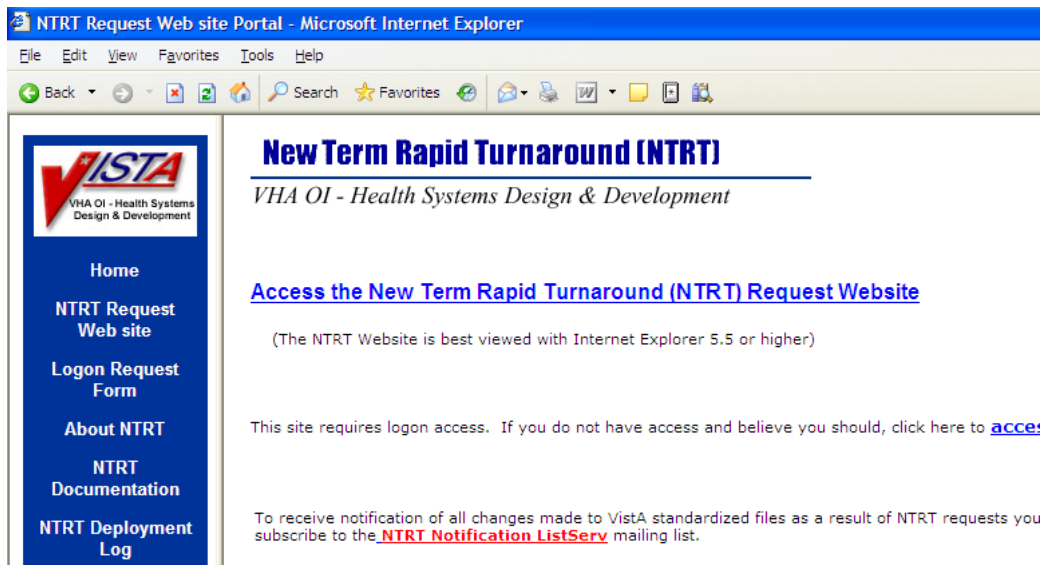 NTRT Request Web site Portal - Microsoft Internet Explorer
File Edit View Favorites Tools Help
Back Search Favorites
VISTA
VHA OI - Health Systems
Design & Development
Home
NTRT Request
Web site
Logon Request
Form
About NTRT
NTRT
Documentation
NTRT Deployment
Log
New Term Rapid Turnaround (NTRT)
VHA OI - Health Systems Design & Development
Access the New Term Rapid Turnaround (NTRT) Request Website
(The NTRT Website is best viewed with Internet Explorer 5.5 or higher)
This site requires logon access. If you do not have access and believe you should, click here to acces
To receive notification of all changes made to VistA standardized files as a result of NTRT requests you
subscribe to the NTRT Notification ListServ mailing list.